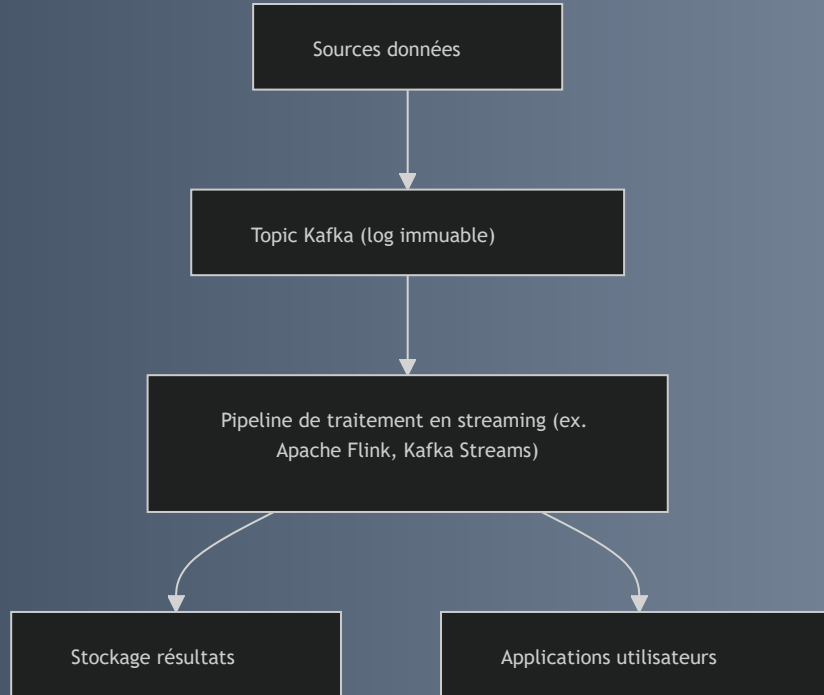 Sources données
Topic Kafka (log immuable)
Pipeline de traitement en streaming (ex.
Apache Flink, Kafka Streams)
Stockage résultats
Applications utilisateurs